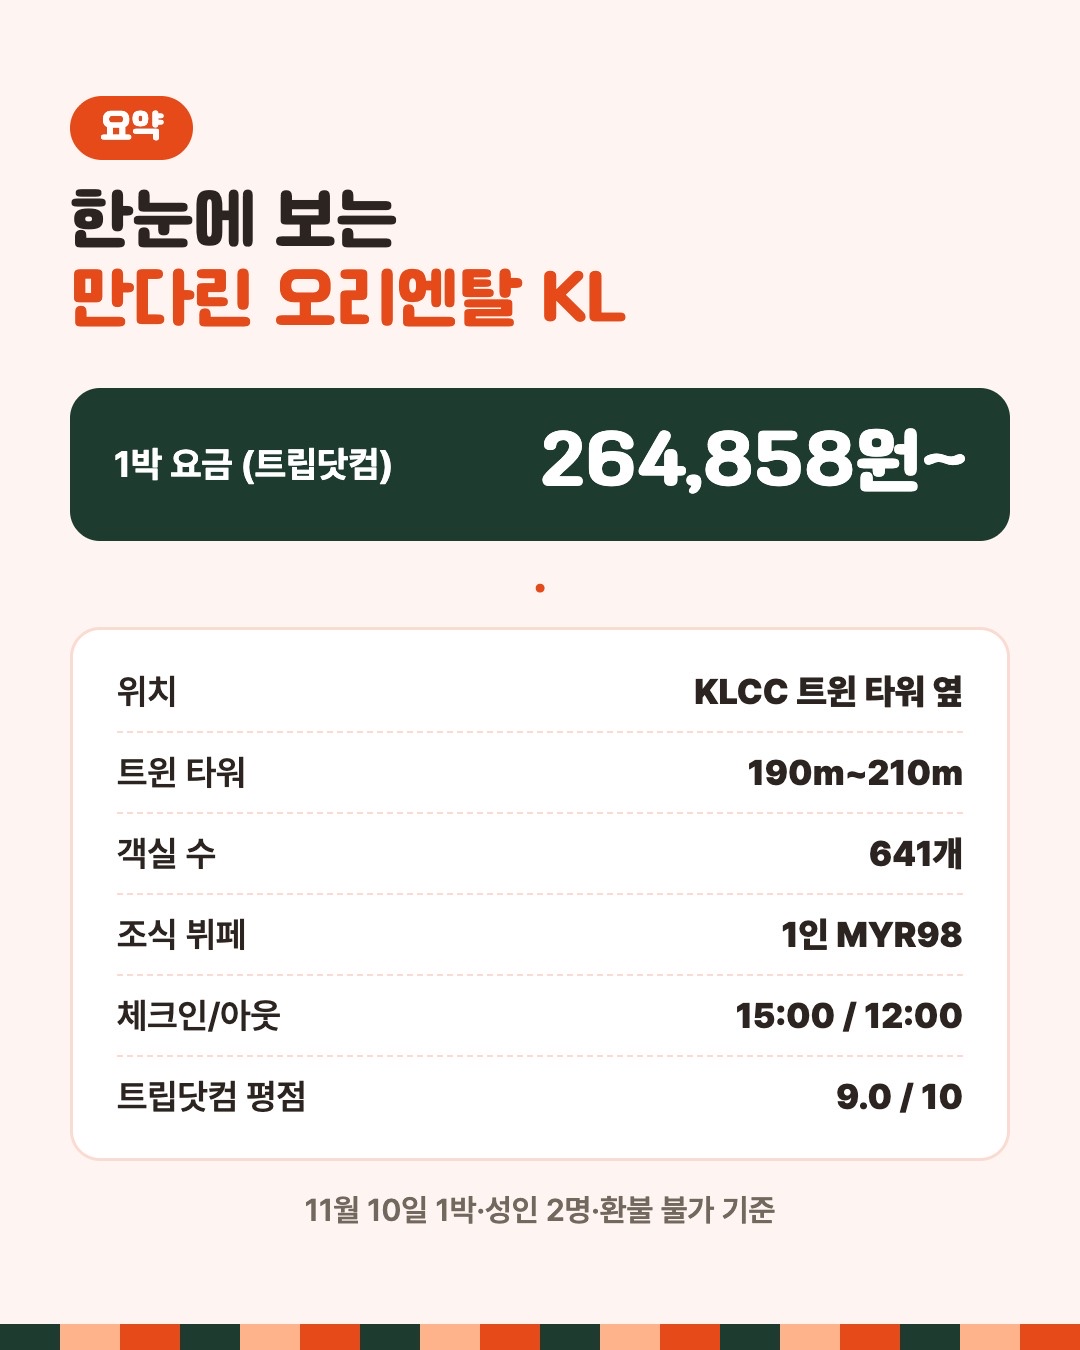 요약
한눈에 보는
만다린 오리엔탈 KL
1박 요금 (트립닷컴) 264,858원~
위치 KLCC 트윈 타워 옆
트윈 타워 190m~210m
객실 수 641개
조식 뷔페 1인 MYR98
체크인/아웃 15:00 / 12:00
트립닷컴 평점 9.0 / 10
11월 10일 1박·성인 2명·환불 불가 기준